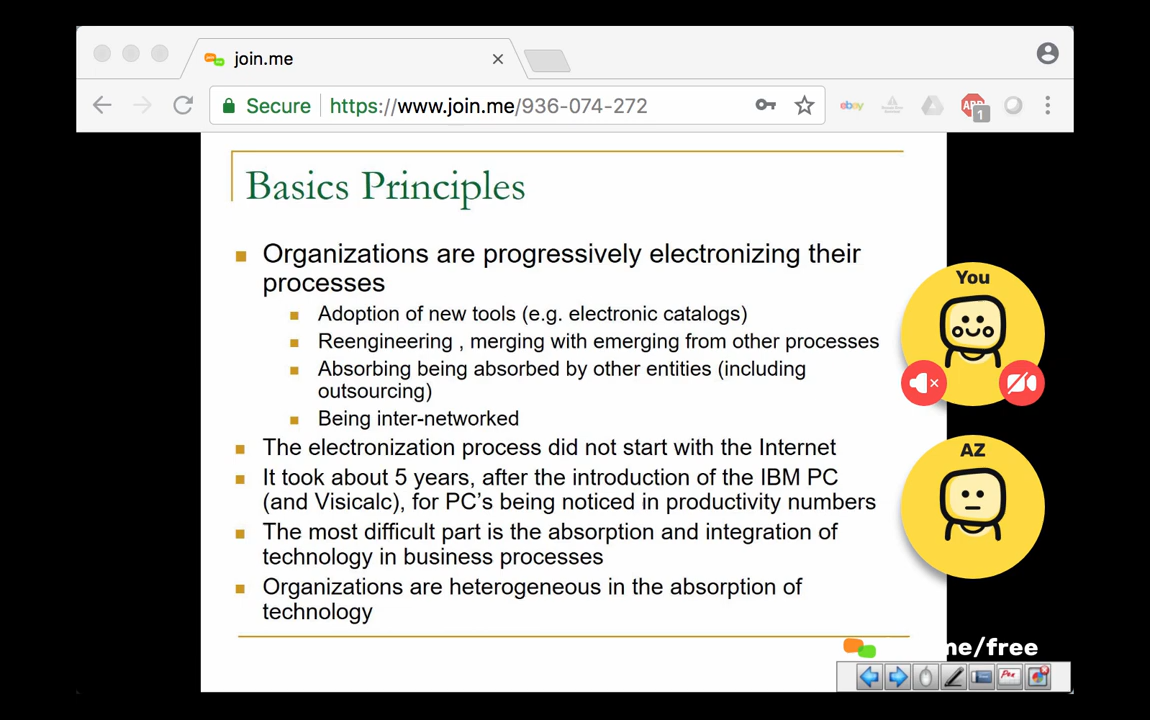 join.me
Secure https://www.join.me/936-074-272
ebay
ABP
1
Basics Principles
Organizations are progressively electronizing their
processes
Adoption of new tools (e.g. electronic catalogs)
Reengineering , merging with emerging from other processes
Absorbing being absorbed by other entities (including
outsourcing)
Being inter-networked
The electronization process did not start with the Internet
It took about 5 years, after the introduction of the IBM PC
(and Visicalc), for PC's being noticed in productivity numbers
The most difficult part is the absorption and integration of
technology in business processes
Organizations are heterogeneous in the absorption of
technology
You
AZ
me/free